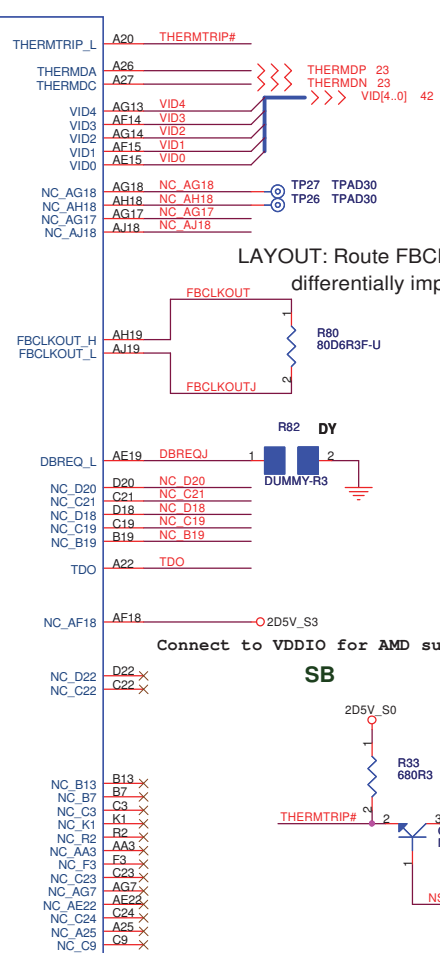 THERMTRIP_L A20 THERMTRIP#
THERMDA A26 THERMDP 23
THERMDC A27 THERMDN 23
VID[4..0] 42
VID4 AG13 VID4
VID3 AF14 VID3
VID2 AG14 VID2
VID1 AF15 VID1
VID0 AE15 VID0
NC_AG18 AG18 NC_AG18 TP27 TPAD30
NC_AH18 AH18 NC_AH18 TP26 TPAD30
NC_AG17 AG17 NC_AG17
NC_AJ18 AJ18 NC_AJ18
LAYOUT: Route FBCL
differentially imp
FBCLKOUT
1
R80
80D6R3F-U
FBCLKOUT_H AH19
FBCLKOUT_L AJ19
2
FBCLKOUTJ
R82 DY
DBREQ_L AE19 DBREQJ 1 2
DUMMY-R3
NC_D20 D20 NC_D20
NC_C21 C21 NC_C21
NC_D18 D18 NC_D18
NC_C19 C19 NC_C19
NC_B19 B19 NC_B19
TDO A22 TDO
NC_AF18 AF18 2D5V_S3
Connect to VDDIO for AMD su
SB
NC_D22 D22
NC_C22 C22
2D5V_S0
1
R33
680R3
2
THERMTRIP# 2 3
1
NS
NC_B13 B13
NC_B7 B7
NC_C3 C3
NC_K1 K1
NC_R2 R2
NC_AA3 AA3
NC_F3 F3
NC_C23 C23
NC_AG7 AG7
NC_AE22 AE22
NC_C24 C24
NC_A25 A25
NC_C9 C9